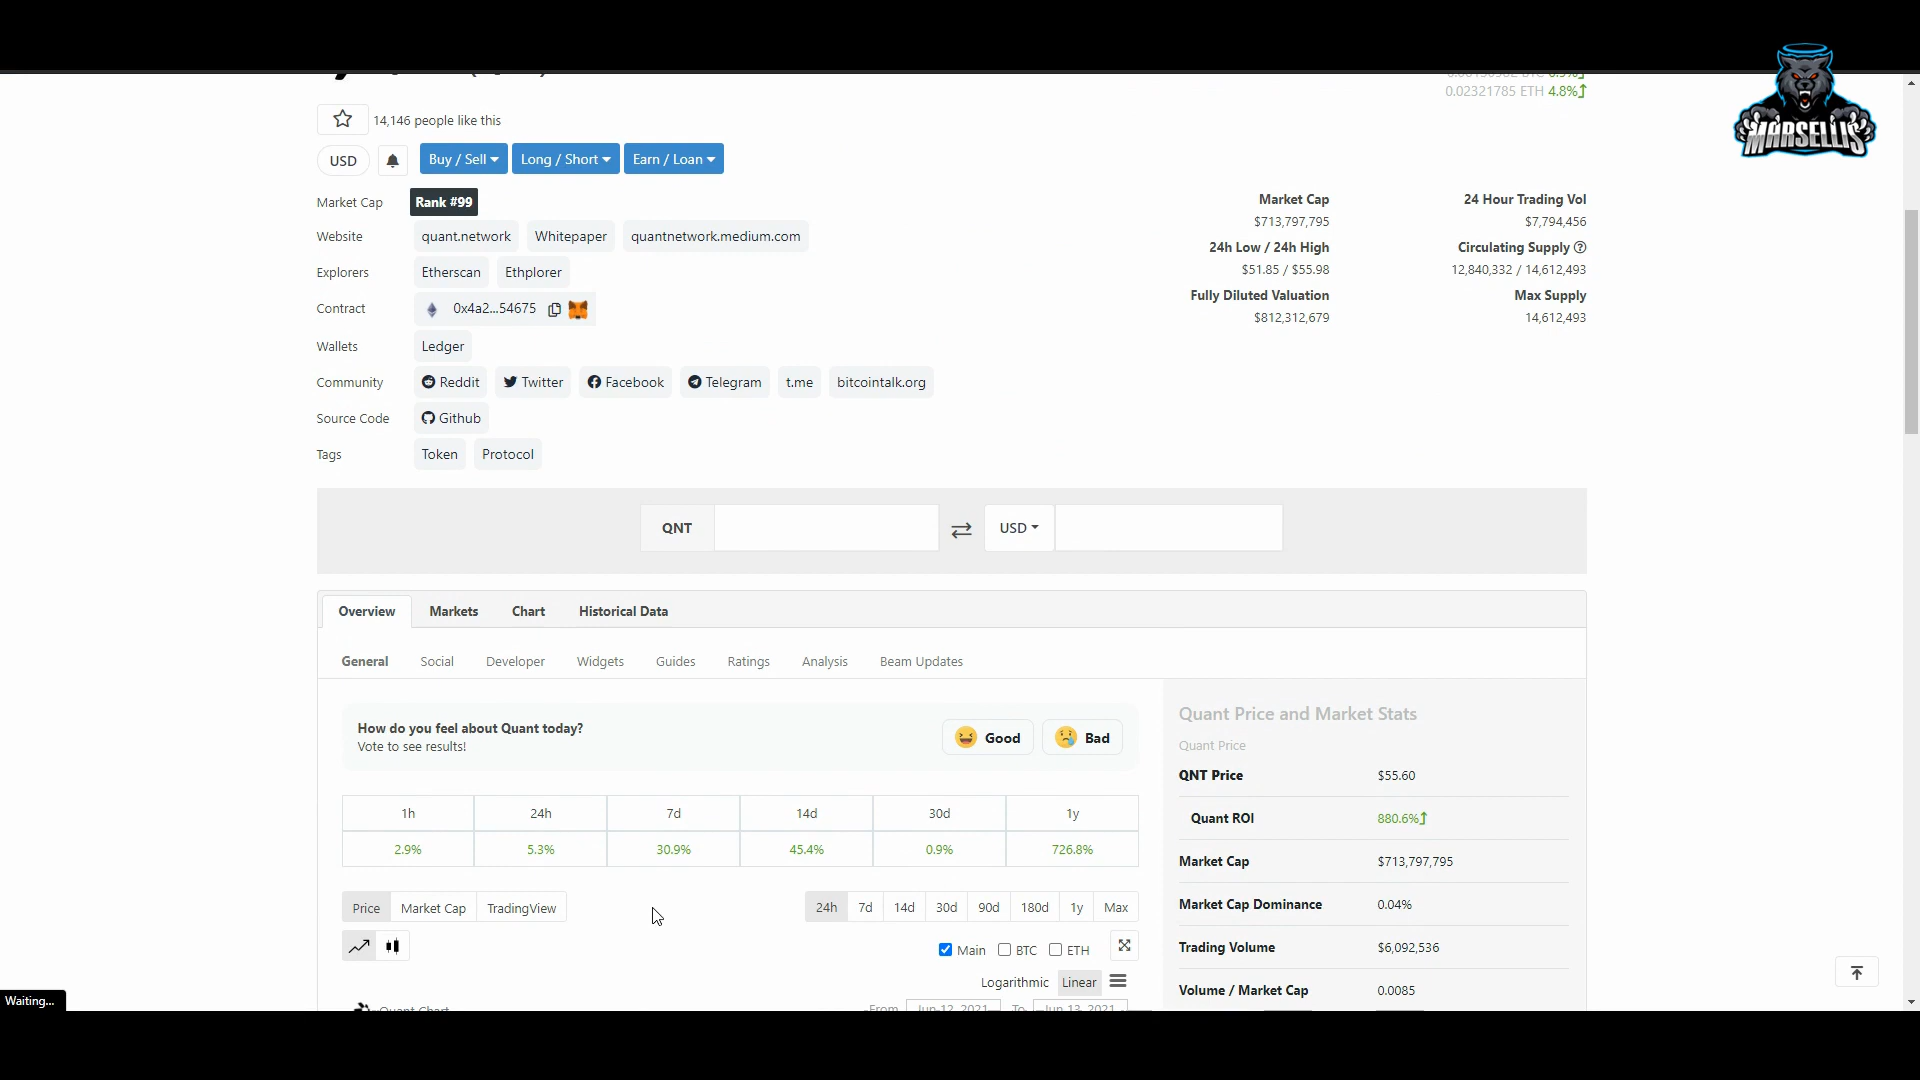 0.02321785 ETH 4.8%
MARSELLIS
14,146 people like this
USD
Buy / Sell
Long / Short
Earn / Loan
Market Cap Rank #99
Website quant.network Whitepaper quantnetwork.medium.com
Explorers Etherscan Ethplorer
Contract 0x4a2...54675
Wallets Ledger
Community Reddit Twitter Facebook Telegram t.me bitcointalk.org
Source Code Github
Tags Token Protocol
Market Cap
$713,797,795
24h Low / 24h High
$51.85 / $55.98
Fully Diluted Valuation
$812,312,679
24 Hour Trading Vol
$7,794,456
Circulating Supply
12,840,332 / 14,612,493
Max Supply
14,612,493
QNT USD
Overview Markets Chart Historical Data
General Social Developer Widgets Guides Ratings Analysis Beam Updates
How do you feel about Quant today?
Vote to see results!
Good Bad
1h 24h 7d 14d 30d 1y
2.9% 5.3% 30.9% 45.4% 0.9% 726.8%
Price Market Cap TradingView
24h 7d 14d 30d 90d 180d 1y Max
Main BTC ETH
Logarithmic Linear
Quant Chart
From Jun 12, 2021 To Jun 13, 2021
Quant Price and Market Stats
Quant Price
QNT Price $55.60
Quant ROI 880.6%
Market Cap $713,797,795
Market Cap Dominance 0.04%
Trading Volume $6,092,536
Volume / Market Cap 0.0085
Waiting...